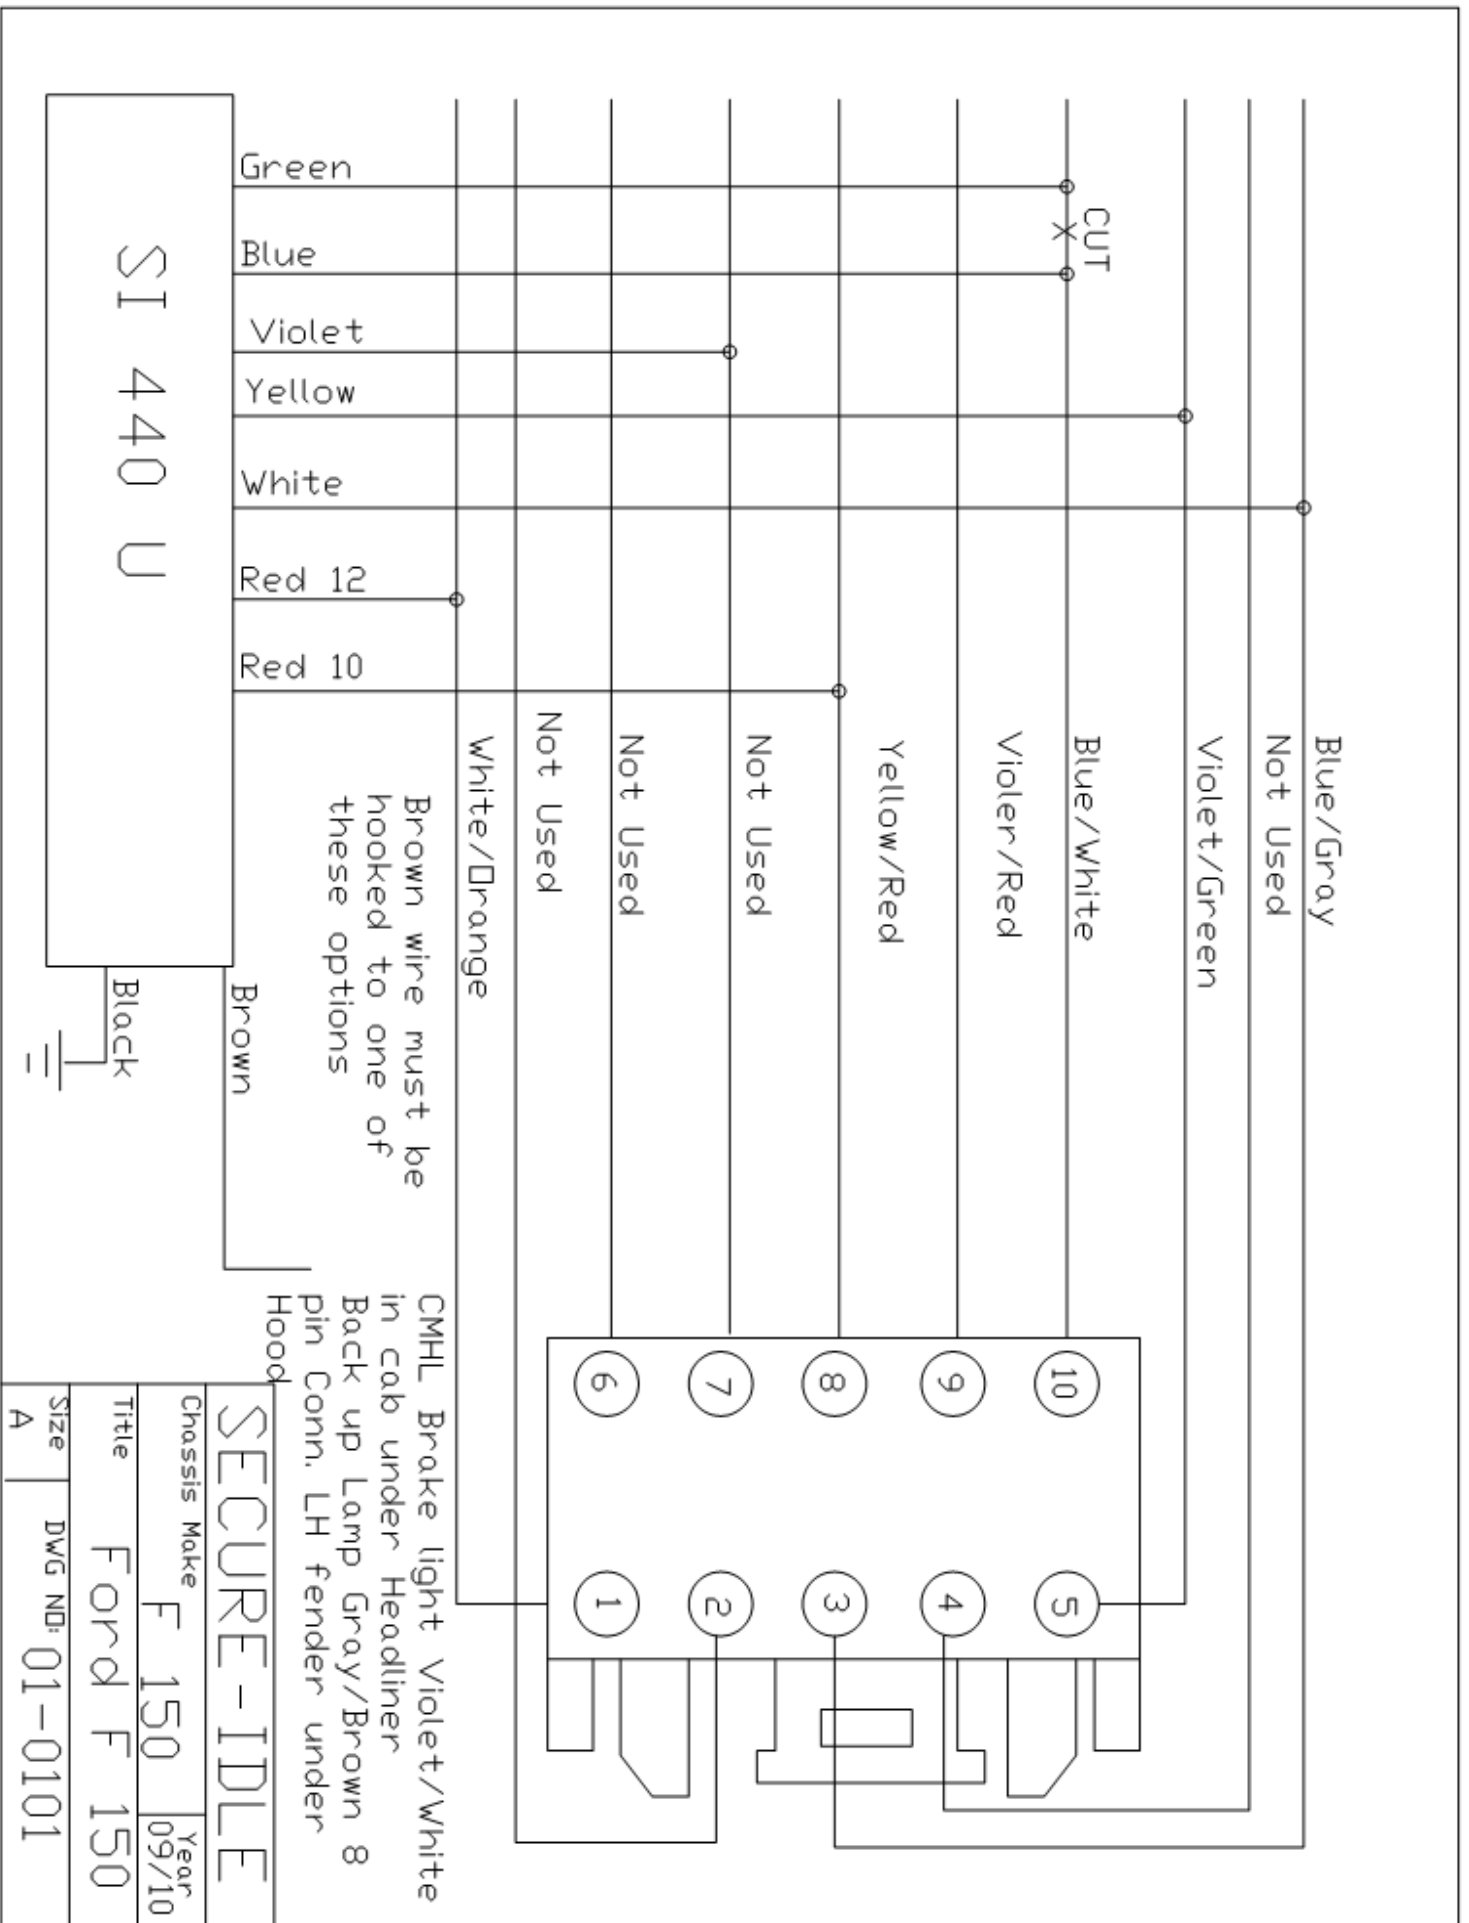 Green
Blue
Violet
Yellow
White
Red 12
Red 10
SI 440 U
CUT
Blue/Gray
Not Used
Violet/Green
Blue/White
Violer/Red
Yellow/Red
Not Used
Not Used
Not Used
White/Orange
Brown wire must be
hooked to one of
these options
Brown
Black
10
9
8
7
6
5
4
3
2
1
CMHL Brake light Violet/White
in cab under Headliner
Back up Lamp Gray/Brown 8
pin Conn. LH fender under
Hood
SECURE-IDLE
Chassis Make F 150
Year 09/10
Title Ford F 150
Size A
DWG NO: 01-0101